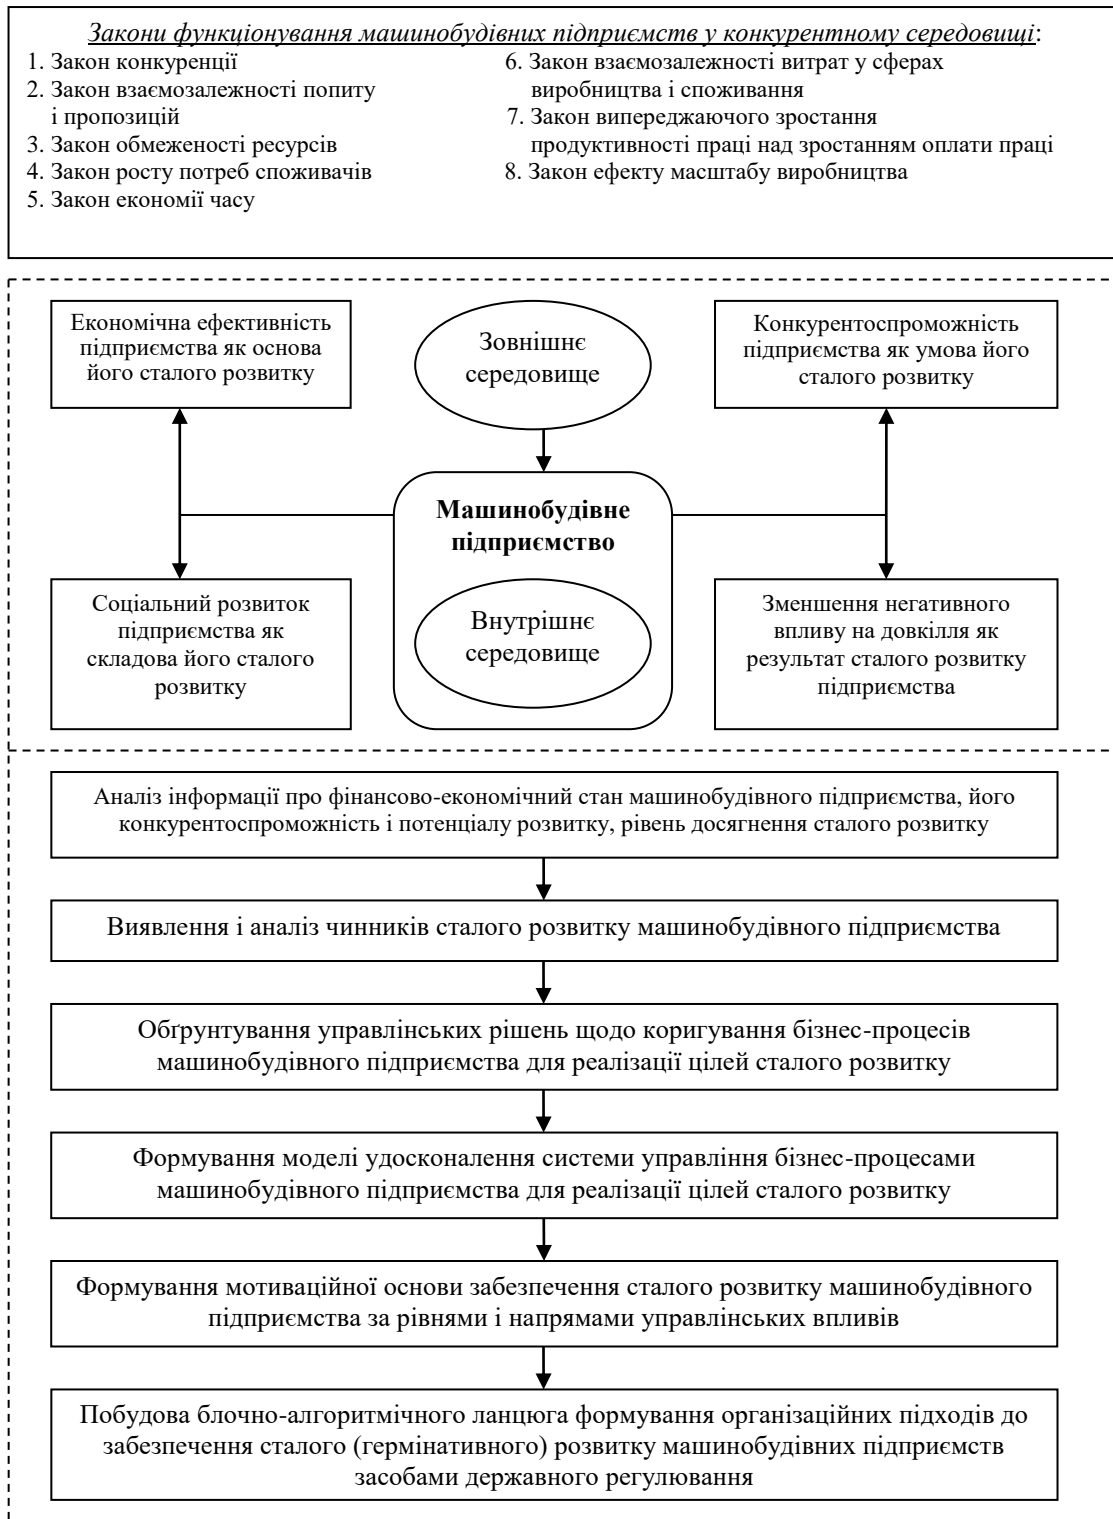 Закони функціонування машинобудівних підприємств у конкурентному середовищі:
1. Закон конкуренції
2. Закон взаємозалежності попиту
і пропозицій
3. Закон обмеженості ресурсів
4. Закон росту потреб споживачів
5. Закон економії часу
6. Закон взаємозалежності витрат у сферах
виробництва і споживання
7. Закон випереджаючого зростання
продуктивності праці над зростанням оплати праці
8. Закон ефекту масштабу виробництва
Економічна ефективність
підприємства як основа
його сталого розвитку
Зовнішнє
середовище
Конкурентоспроможність
підприємства як умова його
сталого розвитку
Машинобудівне
підприємство
Внутрішнє
середовище
Соціальний розвиток
підприємства як
складова його сталого
розвитку
Зменшення негативного
впливу на довкілля як
результат сталого розвитку
підприємства
Аналіз інформації про фінансово-економічний стан машинобудівного підприємства, його
конкурентоспроможність і потенціалу розвитку, рівень досягнення сталого розвитку
Виявлення і аналіз чинників сталого розвитку машинобудівного підприємства
Обґрунтування управлінських рішень щодо коригування бізнес-процесів
машинобудівного підприємства для реалізації цілей сталого розвитку
Формування моделі удосконалення системи управління бізнес-процесами
машинобудівного підприємства для реалізації цілей сталого розвитку
Формування мотиваційної основи забезпечення сталого розвитку машинобудівного
підприємства за рівнями і напрямами управлінських впливів
Побудова блочно-алгоритмічного ланцюга формування організаційних підходів до
забезпечення сталого (гермінативного) розвитку машинобудівних підприємств
засобами державного регулювання